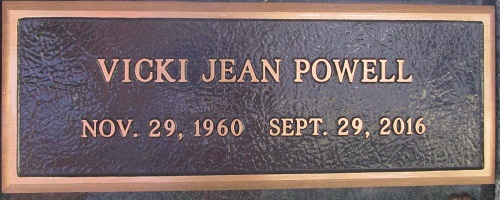 VICKI JEAN POWELL
NOV. 29, 1960 SEPT. 29, 2016